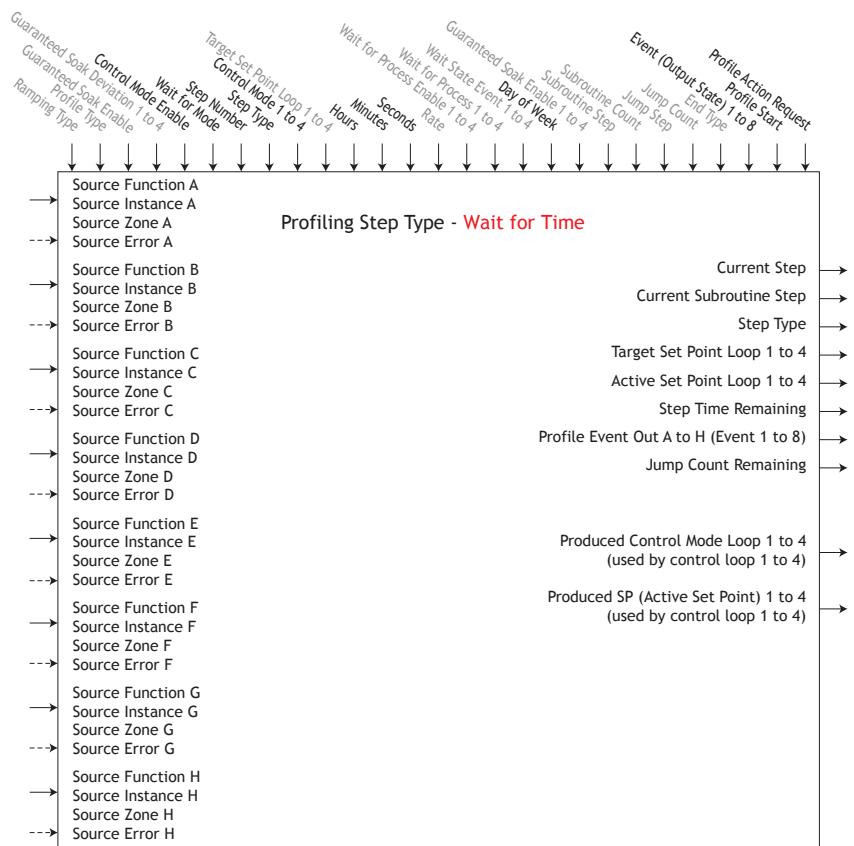 Ramping Type
Profile Type
Guaranteed Soak Enable
Guaranteed Soak Deviation 1 to 4
Control Mode Enable
Wait for Mode
Step Number
Control Mode 1 to 4
Step Type
Target Set Point Loop 1 to 4
Hours
Minutes
Seconds
Rate
Wait for Process Enable 1 to 4
Wait for Process 1 to 4
Wait State Event 1 to 4
Day of Week
Guaranteed Soak Enable 1 to 4
Subroutine Step
Subroutine Count
Jump Step
Jump Count
End Type
Event (Output State) 1 to 8
Profile Start
Profile Action Request
Profiling Step Type - Wait for Time
Source Function A
Source Instance A
Source Zone A
Source Error A
Source Function B
Source Instance B
Source Zone B
Source Error B
Source Function C
Source Instance C
Source Zone C
Source Error C
Source Function D
Source Instance D
Source Zone D
Source Error D
Source Function E
Source Instance E
Source Zone E
Source Error E
Source Function F
Source Instance F
Source Zone F
Source Error F
Source Function G
Source Instance G
Source Zone G
Source Error G
Source Function H
Source Instance H
Source Zone H
Source Error H
Current Step
Current Subroutine Step
Step Type
Target Set Point Loop 1 to 4
Active Set Point Loop 1 to 4
Step Time Remaining
Profile Event Out A to H (Event 1 to 8)
Jump Count Remaining
Produced Control Mode Loop 1 to 4
(used by control loop 1 to 4)
Produced SP (Active Set Point) 1 to 4
(used by control loop 1 to 4)